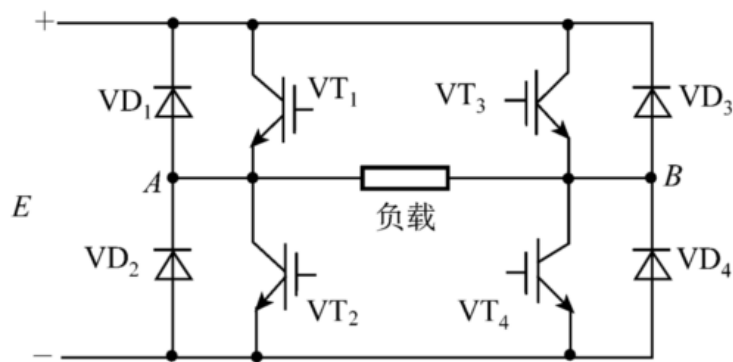 +
VD₁
VT₁
VT₃
VD₃
A
B
E
负载
VD₂
VT₂
VT₄
VD₄
−